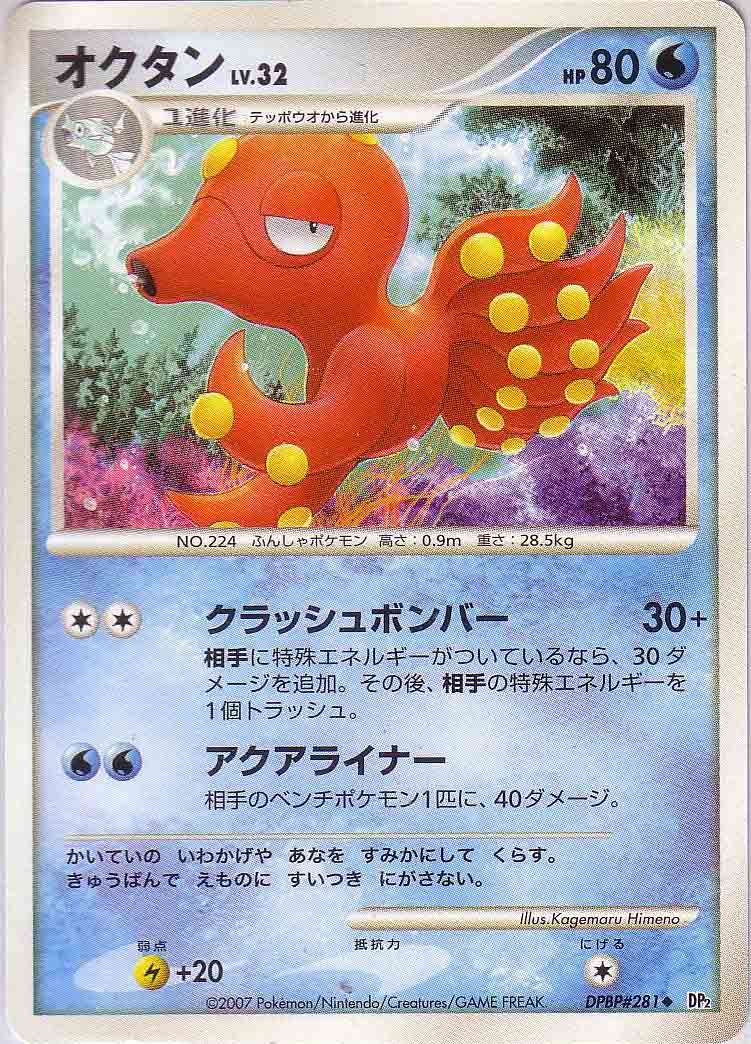 オクタン LV.32 HP 80
1進化 テッポウオから進化
NO.224 ふんしゃポケモン 高さ：0.9m 重さ：28.5kg
クラッシュボンバー 30+
相手に特殊エネルギーがついているなら、30ダ
メージを追加。その後、相手の特殊エネルギーを
1個トラッシュ。
アクアライナー
相手のベンチポケモン1匹に、40ダメージ。
かいていの いわかげや あなを すみかにして くらす。
きゅうばんで えものに すいつき にがさない。
Illus.Kagemaru Himeno
弱点 抵抗力 にげる
+20
©2007 Pokémon/Nintendo/Creatures/GAME FREAK. DPBP#281 DP2